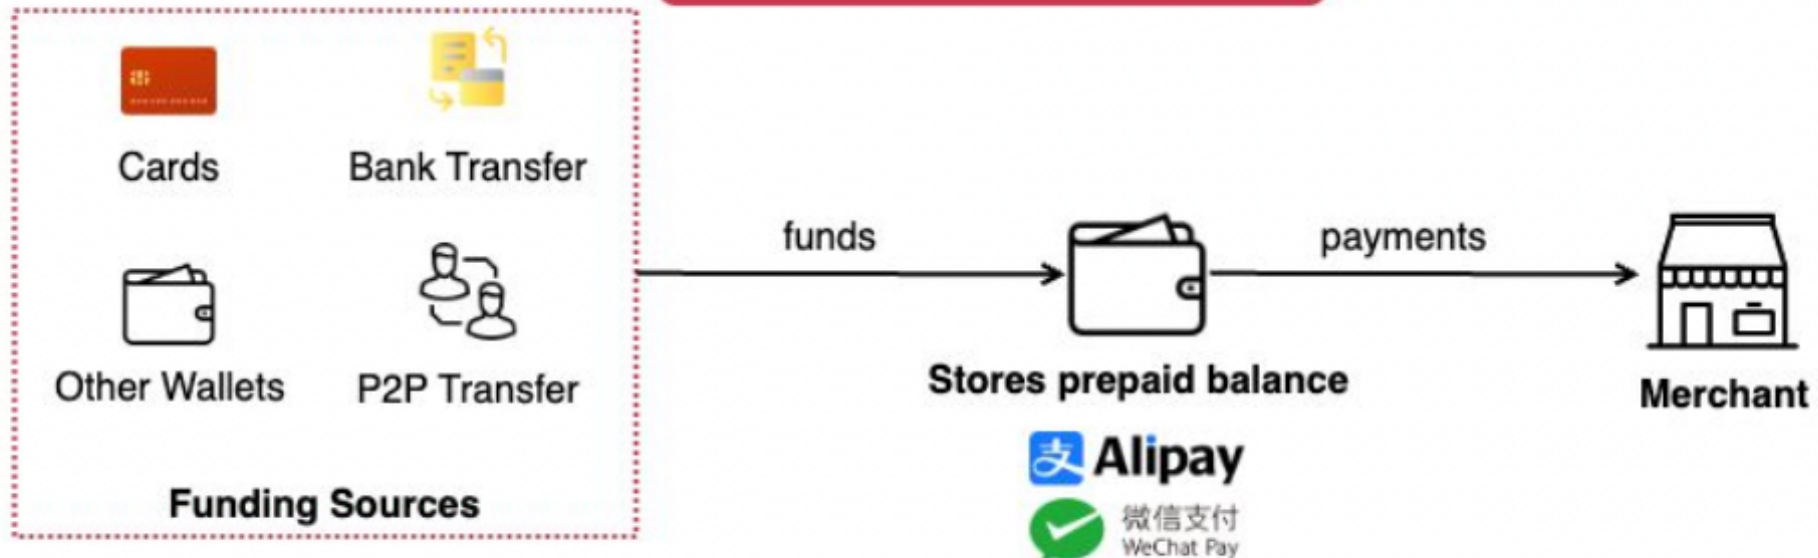 Cards
Bank Transfer
Other Wallets
P2P Transfer
Funding Sources
funds
Stores prepaid balance
支 Alipay
微信支付
WeChat Pay
payments
Merchant